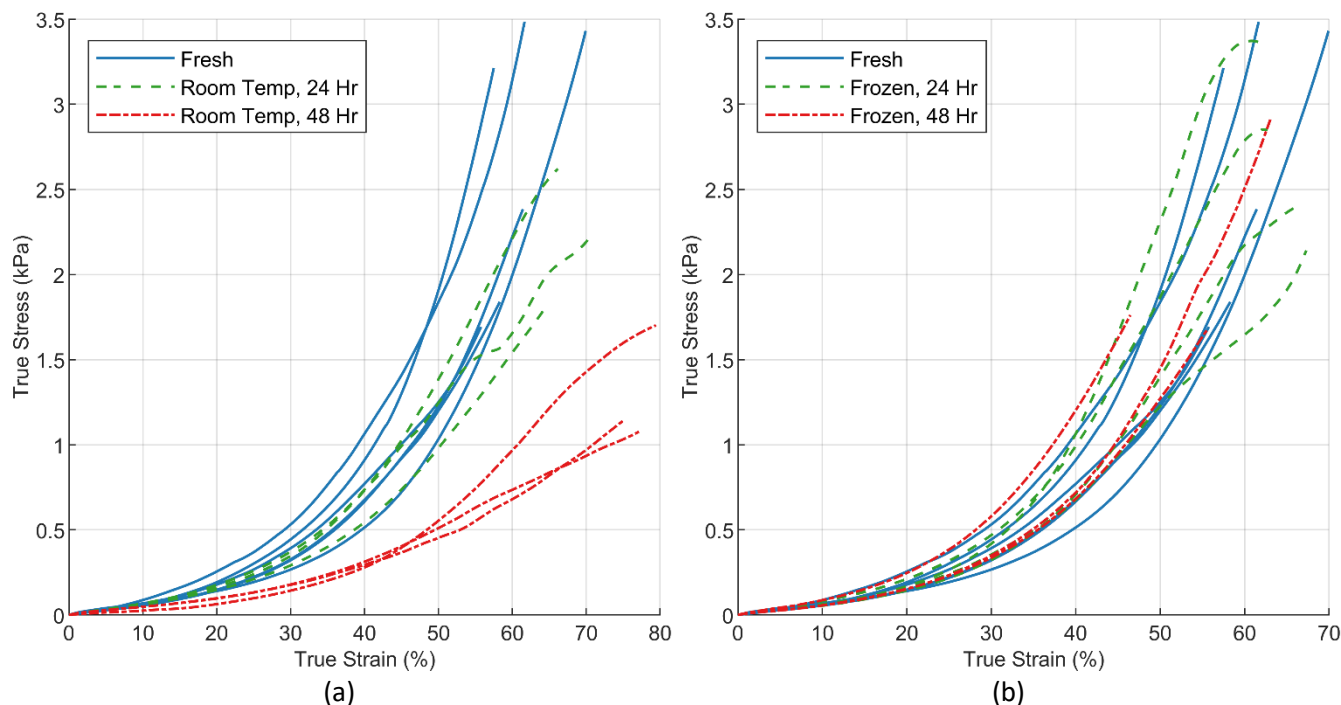 3.5
3
2.5
2
1.5
1
0.5
0
True Stress (kPa)
Fresh
Room Temp, 24 Hr
Room Temp, 48 Hr
0 10 20 30 40 50 60 70 80
True Strain (%)
(a)
3.5
3
2.5
2
1.5
1
0.5
0
True Stress (kPa)
Fresh
Frozen, 24 Hr
Frozen, 48 Hr
0 10 20 30 40 50 60 70
True Strain (%)
(b)